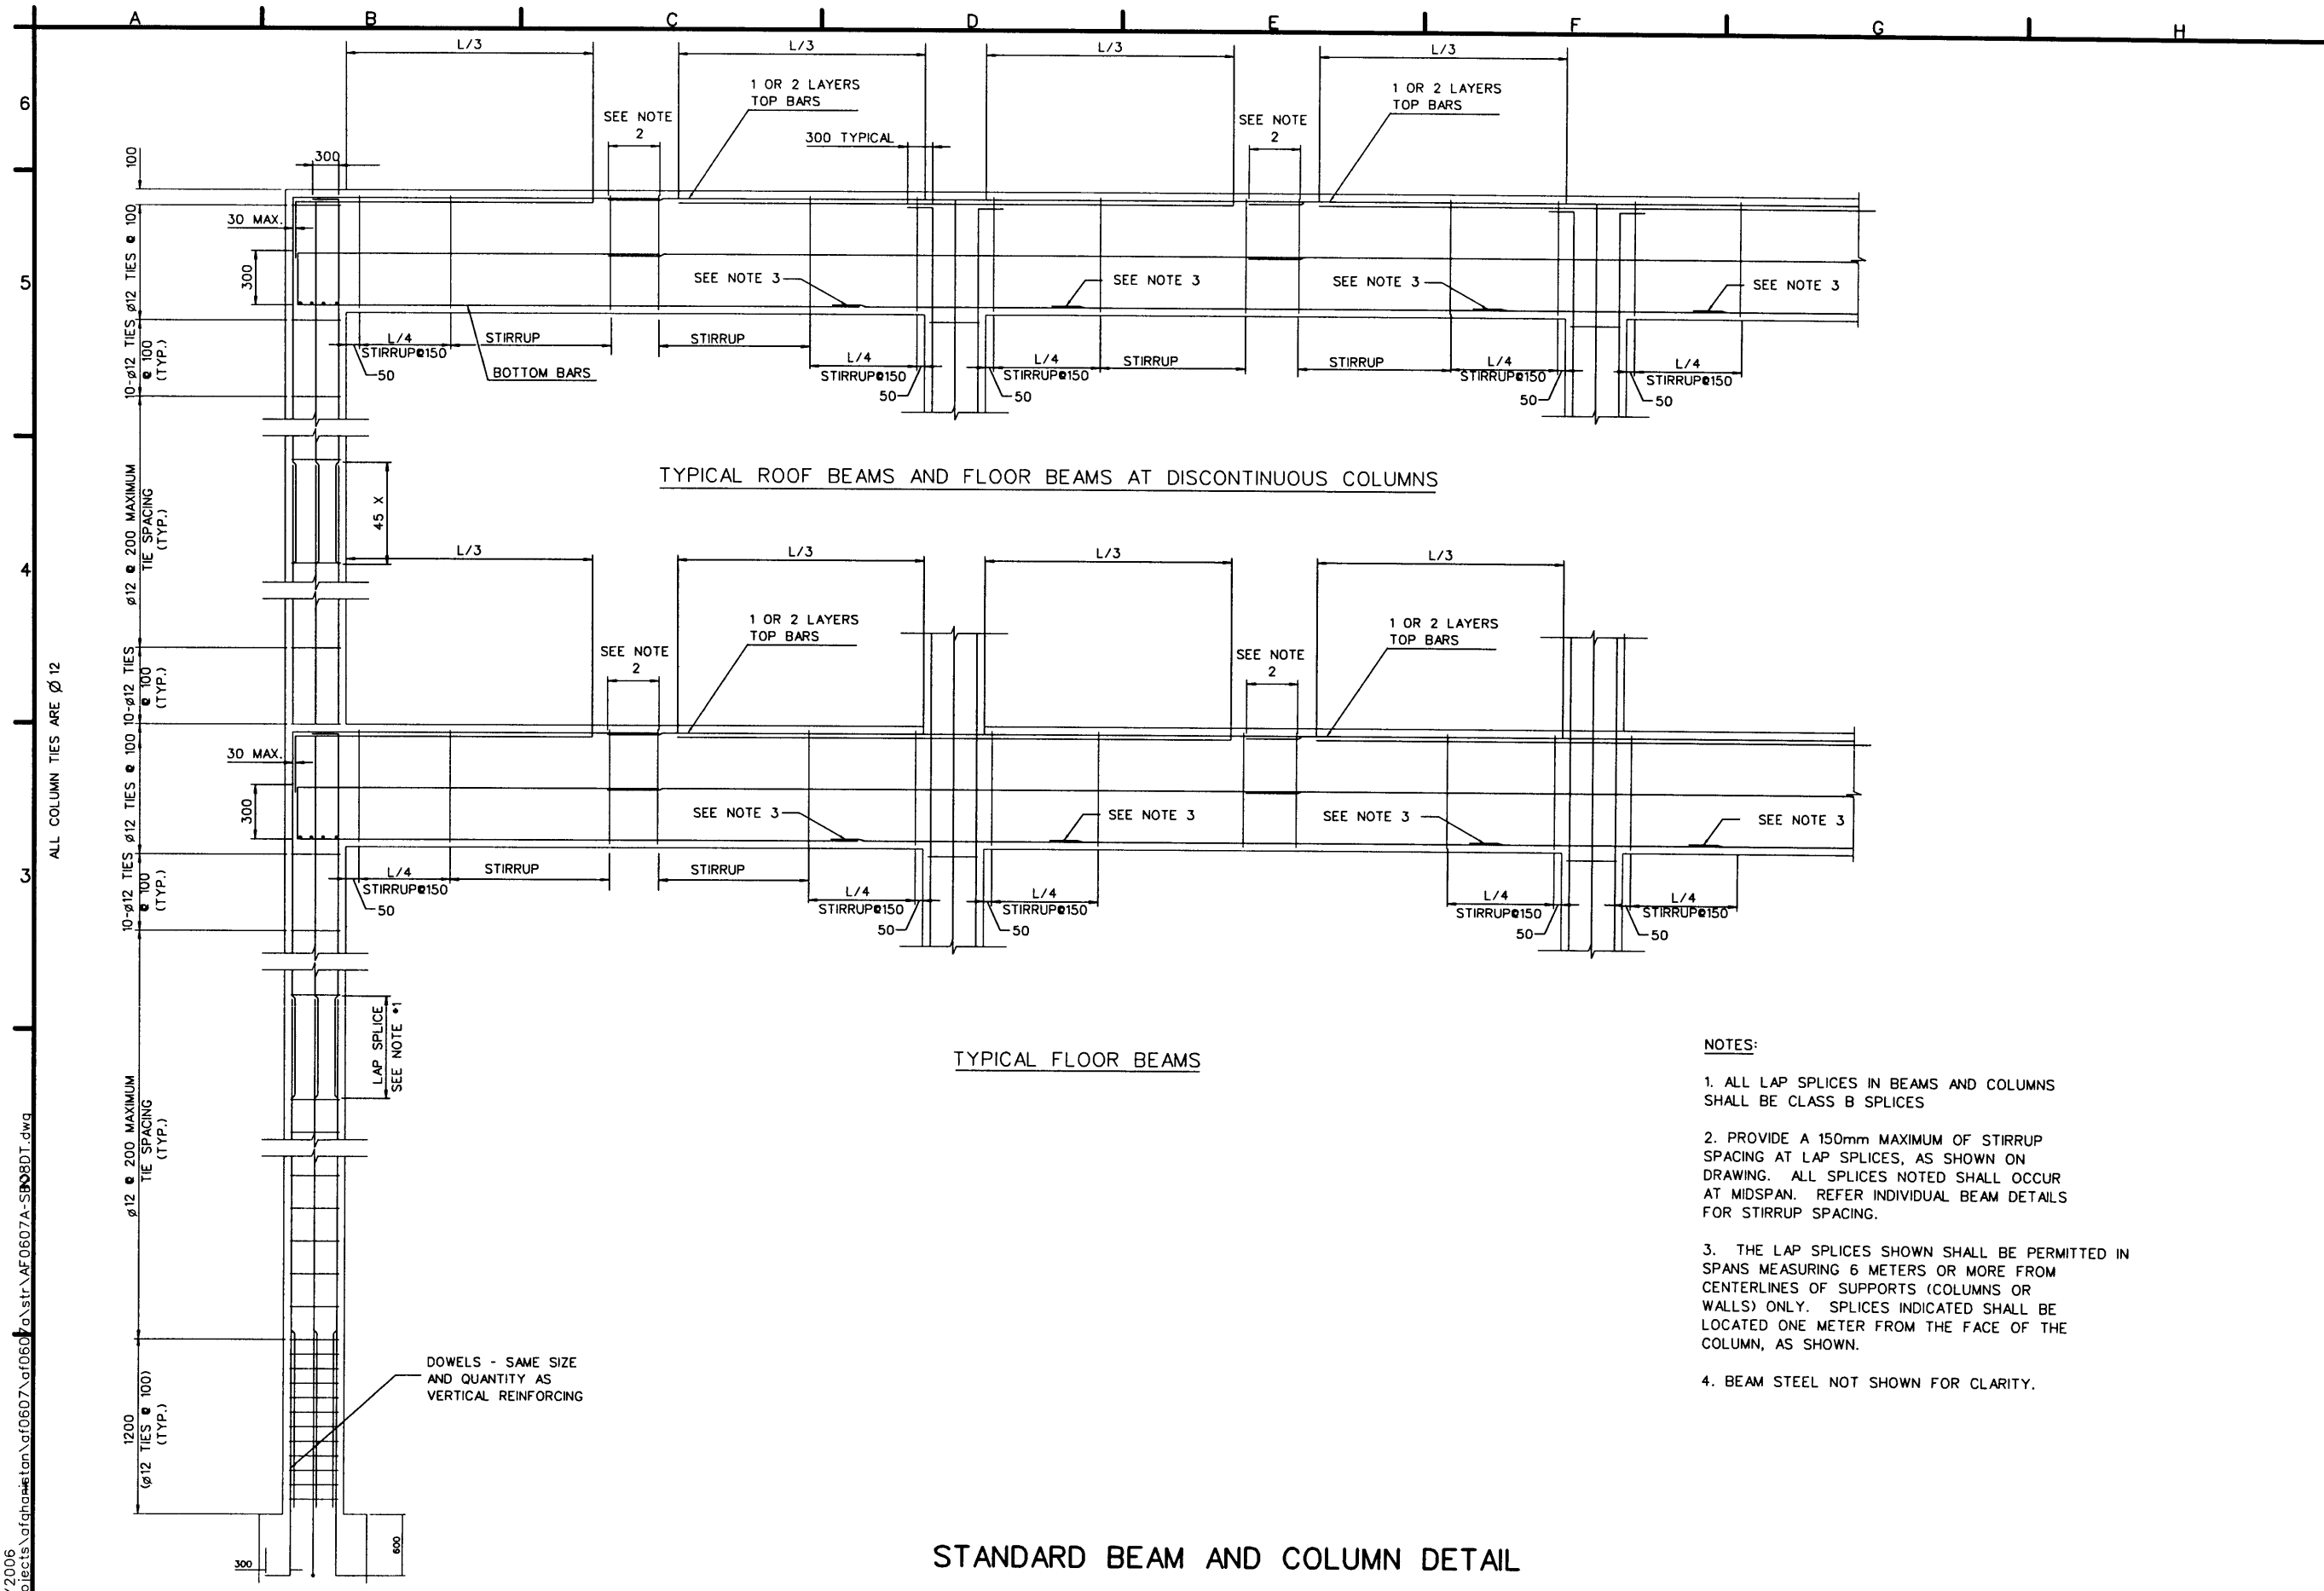 A B C D E F G H
6
5
4
3
L/3
L/3
L/3
L/3
1 OR 2 LAYERS
TOP BARS
1 OR 2 LAYERS
TOP BARS
SEE NOTE
2
SEE NOTE
2
300 TYPICAL
100
300
30 MAX.
300
ø12 TIES @ 100
10-ø12 TIES
@ 100
(TYP.)
SEE NOTE 3
SEE NOTE 3
SEE NOTE 3
SEE NOTE 3
L/4
STIRRUP@150
50
STIRRUP
BOTTOM BARS
STIRRUP
L/4
STIRRUP@150
50
L/4
STIRRUP@150
50
STIRRUP
STIRRUP
L/4
STIRRUP@150
50
L/4
STIRRUP@150
50
TYPICAL ROOF BEAMS AND FLOOR BEAMS AT DISCONTINUOUS COLUMNS
ø12 @ 200 MAXIMUM
TIE SPACING
(TYP.)
45 X
L/3
L/3
L/3
L/3
1 OR 2 LAYERS
TOP BARS
1 OR 2 LAYERS
TOP BARS
SEE NOTE
2
SEE NOTE
2
ALL COLUMN TIES ARE Ø 12
10-ø12 TIES
@ 100
(TYP.)
30 MAX.
300
ø12 TIES @ 100
10-ø12 TIES
@ 100
(TYP.)
SEE NOTE 3
SEE NOTE 3
SEE NOTE 3
SEE NOTE 3
L/4
STIRRUP@150
50
STIRRUP
STIRRUP
L/4
STIRRUP@150
50
L/4
STIRRUP@150
50
L/4
STIRRUP@150
50
L/4
STIRRUP@150
50
LAP SPLICE
SEE NOTE #1
TYPICAL FLOOR BEAMS
ø12 @ 200 MAXIMUM
TIE SPACING
(TYP.)
1200
(ø12 TIES @ 100)
(TYP.)
DOWELS - SAME SIZE
AND QUANTITY AS
VERTICAL REINFORCING
300
600
NOTES:
1. ALL LAP SPLICES IN BEAMS AND COLUMNS
SHALL BE CLASS B SPLICES
2. PROVIDE A 150mm MAXIMUM OF STIRRUP
SPACING AT LAP SPLICES, AS SHOWN ON
DRAWING. ALL SPLICES NOTED SHALL OCCUR
AT MIDSPAN. REFER INDIVIDUAL BEAM DETAILS
FOR STIRRUP SPACING.
3. THE LAP SPLICES SHOWN SHALL BE PERMITTED IN
SPANS MEASURING 6 METERS OR MORE FROM
CENTERLINES OF SUPPORTS (COLUMNS OR
WALLS) ONLY. SPLICES INDICATED SHALL BE
LOCATED ONE METER FROM THE FACE OF THE
COLUMN, AS SHOWN.
4. BEAM STEEL NOT SHOWN FOR CLARITY.
STANDARD BEAM AND COLUMN DETAIL